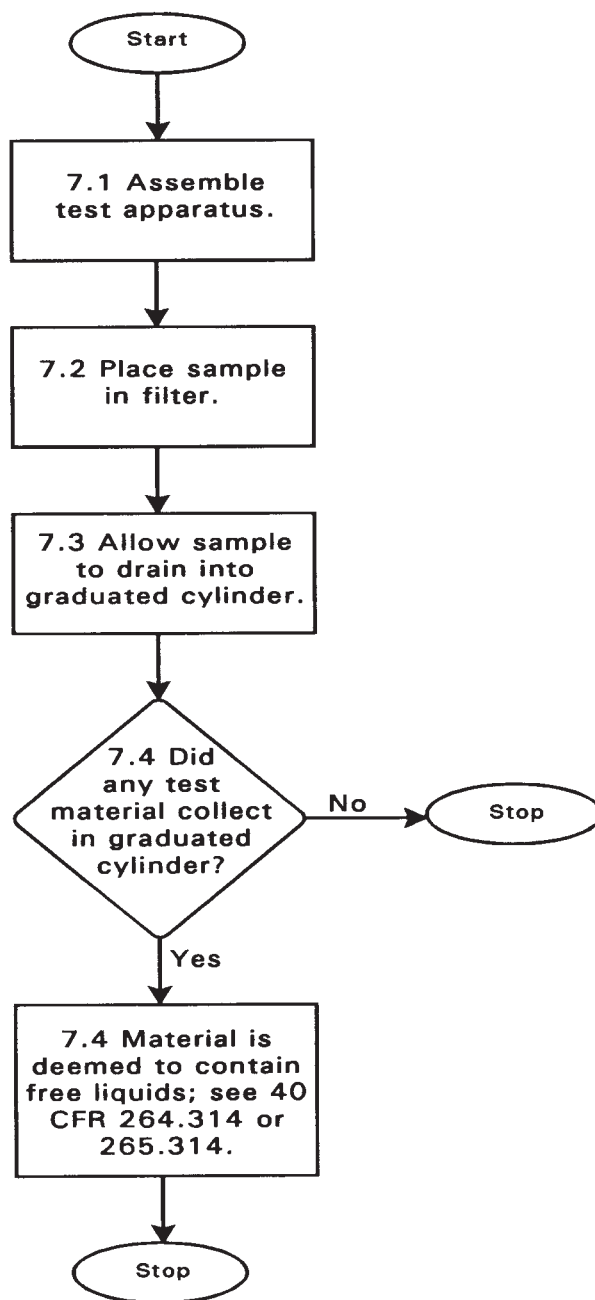 Start
7.1 Assemble
test apparatus.
7.2 Place sample
in filter.
7.3 Allow sample
to drain into
graduated cylinder.
7.4 Did
any test
material collect
in graduated
cylinder?
No
Stop
Yes
7.4 Material is
deemed to contain
free liquids; see 40
CFR 264.314 or
265.314.
Stop